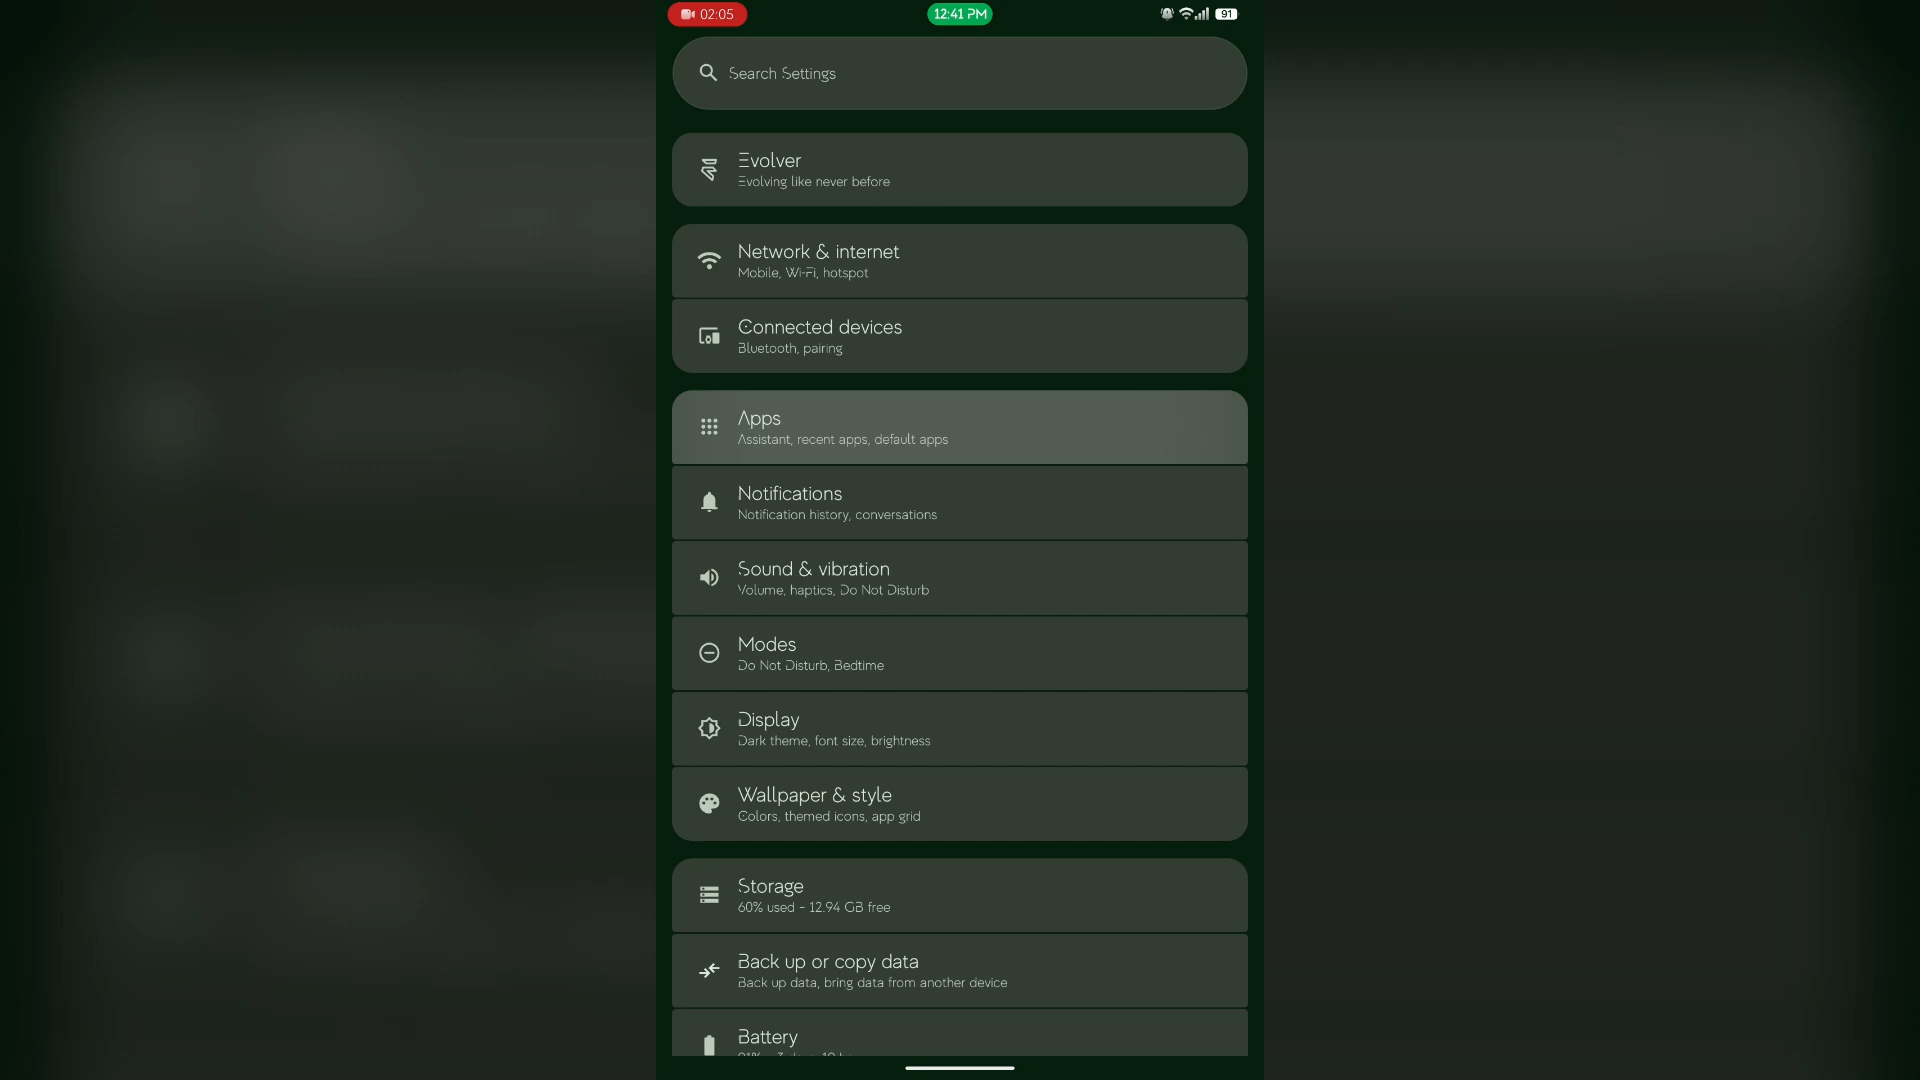 02:05
12:41 PM
91
Search Settings
Evolver
Evolving like never before
Network & internet
Mobile, Wi-Fi, hotspot
Connected devices
Bluetooth, pairing
Apps
Assistant, recent apps, default apps
Notifications
Notification history, conversations
Sound & vibration
Volume, haptics, Do Not Disturb
Modes
Do Not Disturb, Bedtime
Display
Dark theme, font size, brightness
Wallpaper & style
Colors, themed icons, app grid
Storage
60% used – 12.94 GB free
Back up or copy data
Back up data, bring data from another device
Battery